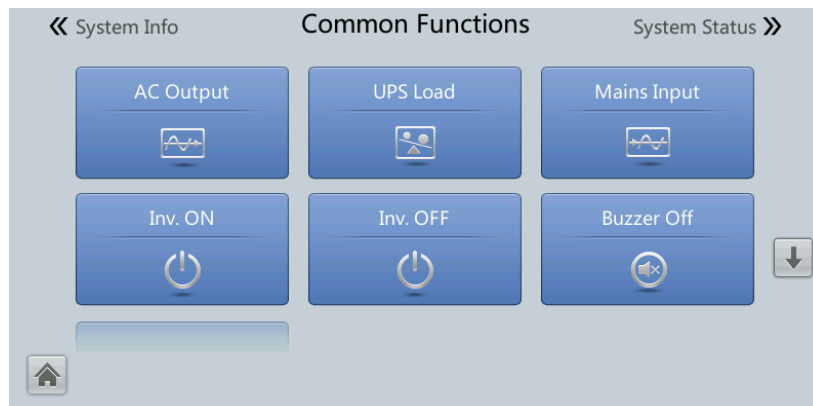 « System Info Common Functions System Status »
AC Output UPS Load Mains Input
Inv. ON Inv. OFF Buzzer Off